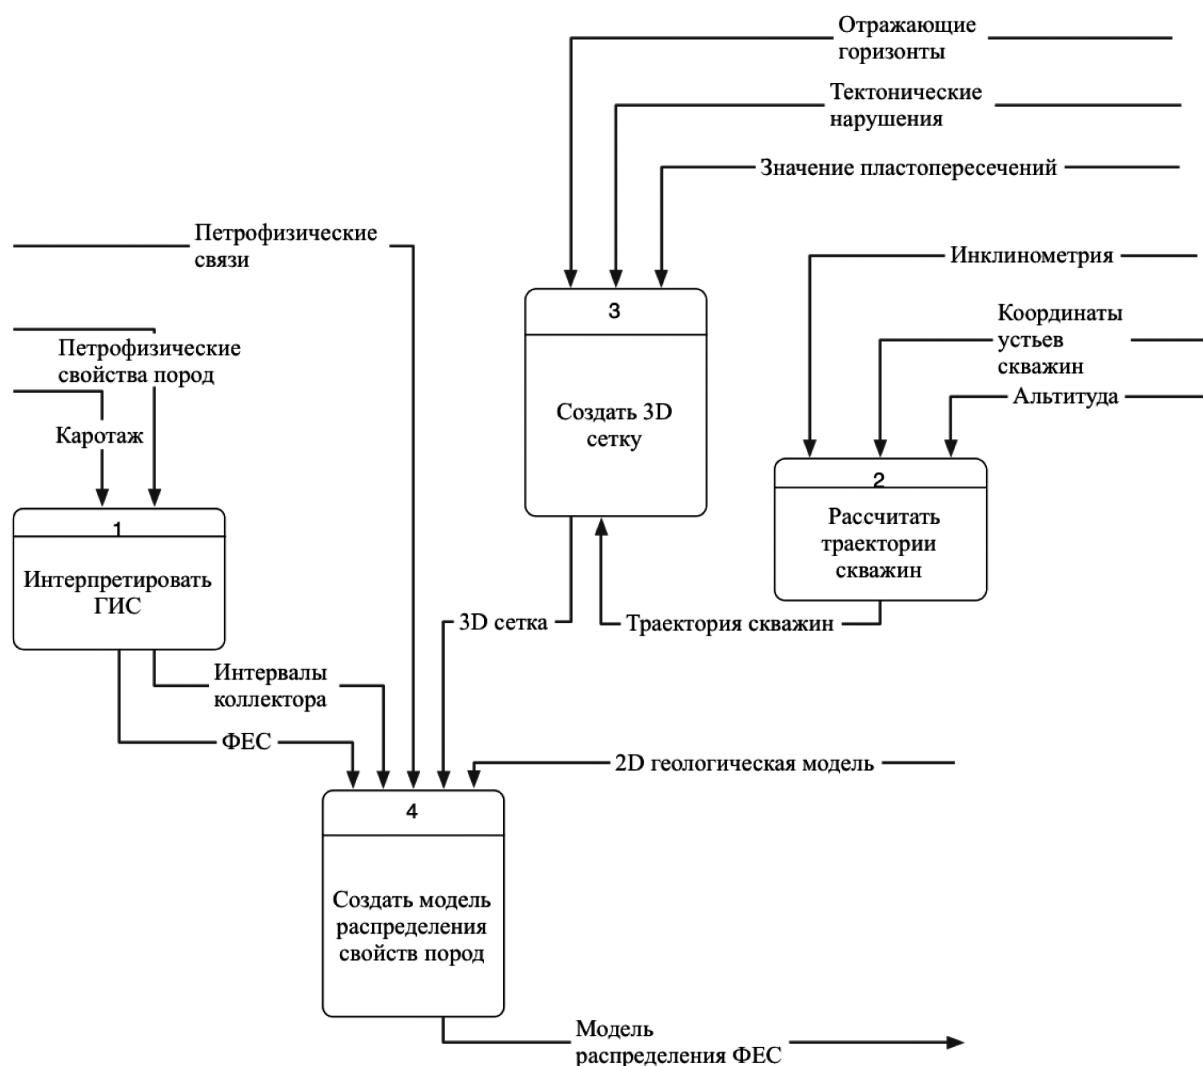 Отражающие
горизонты
Тектонические
нарушения
Значение пластопересечений
Петрофизические
связи
Инклинометрия
3
Координаты
устьев
скважин
Петрофизические
свойства пород
Альтитуда
Создать 3D
сетку
Каротаж
2
Рассчитать
траектории
скважин
1
Интерпретировать
ГИС
3D сетка
Траектория скважин
Интервалы
коллектора
ФЕС
2D геологическая модель
4
Создать модель
распределения
свойств пород
Модель
распределения ФЕС